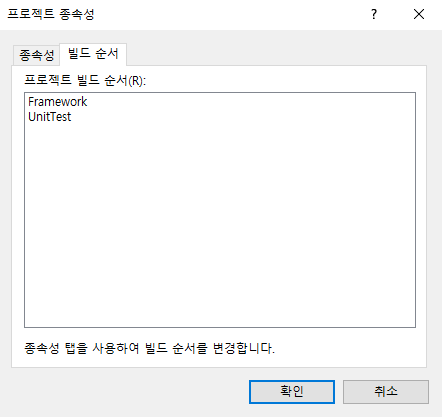 프로젝트 종속성
?
종속성
빌드 순서
프로젝트 빌드 순서(R):
Framework
UnitTest
종속성 탭을 사용하여 빌드 순서를 변경합니다.
확인
취소